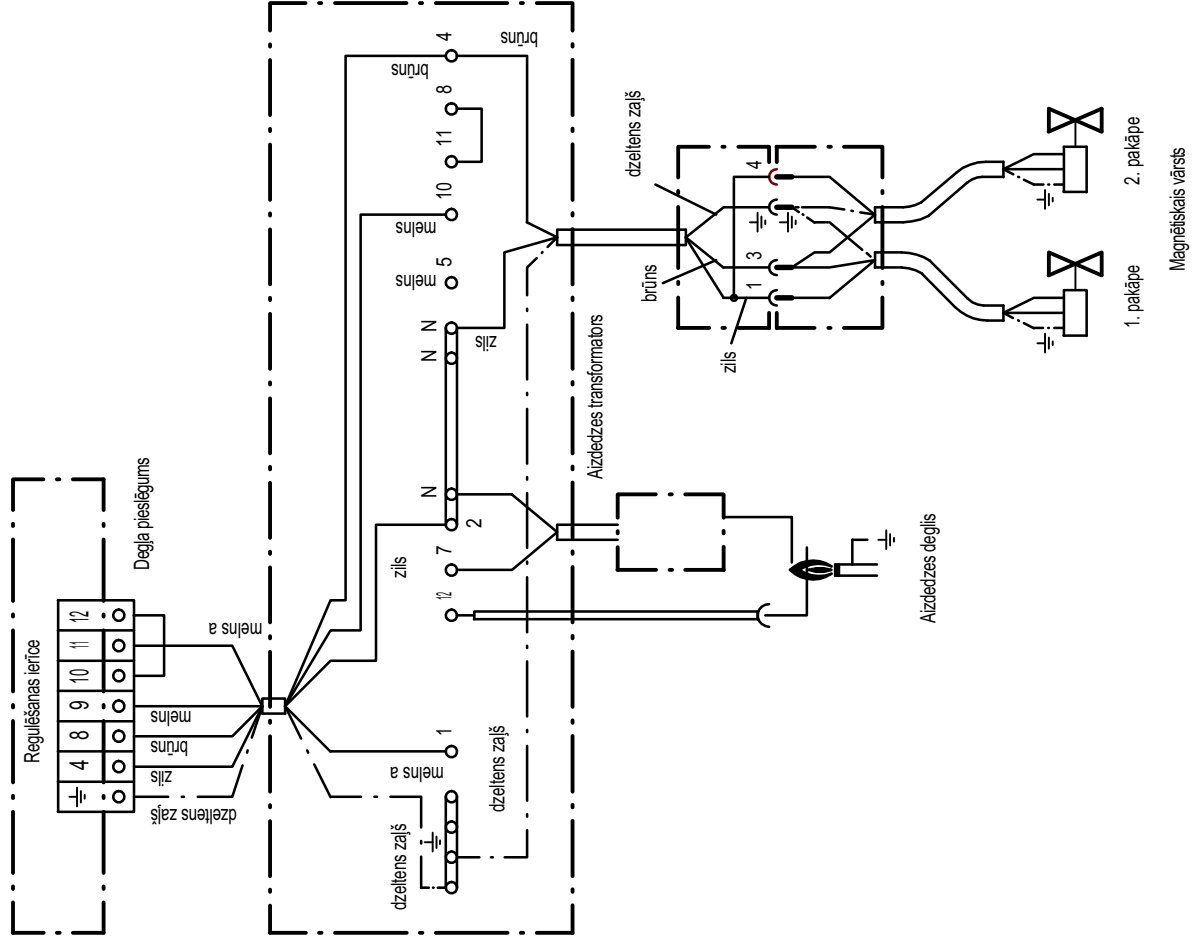 Regulēšanas ierīce
4
8
9
10
11
12
Degļa pieslēgums
dzeltens zaļš
zils
brūns
melns
melns a
dzeltens zaļš
dzeltens zaļš
melns a
1
12
7
zils
2
N
N
N
zils
5
melns
10
melns
11
8
4
brūns
brūns
Aizdedzes transformators
Aizdedzes deglis
zils
brūns
dzeltens zaļš
1
3
4
1. pakāpe
2. pakāpe
Magnētiskais vārsts